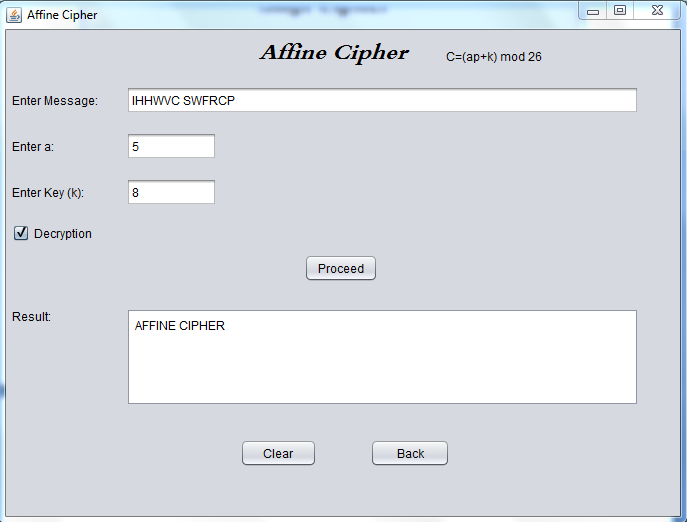 Affine Cipher
Affine Cipher C=(ap+k) mod 26
Enter Message: IHHWVC SWFRCP
Enter a: 5
Enter Key (k): 8
Decryption
Proceed
Result: AFFINE CIPHER
Clear Back